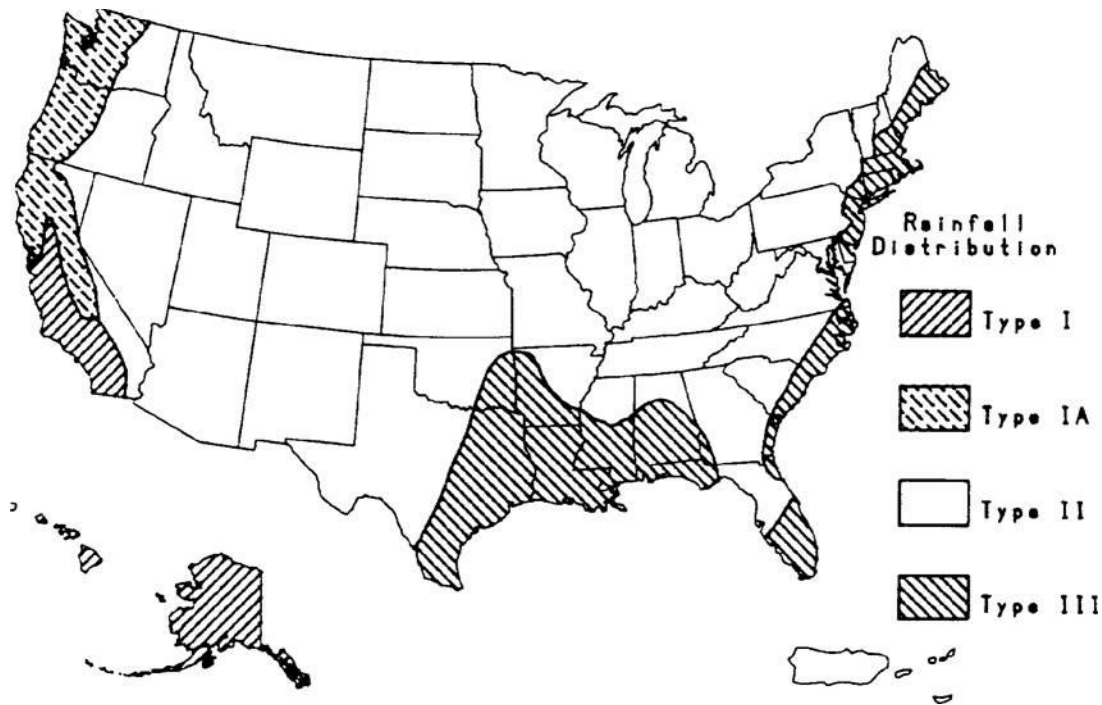 Rainfall
Distribution
Type I
Type IA
Type II
Type III